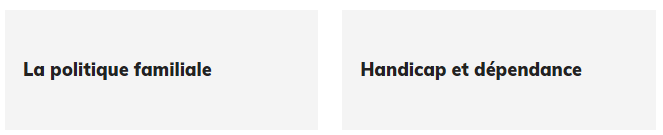 La politique familiale
Handicap et dépendance